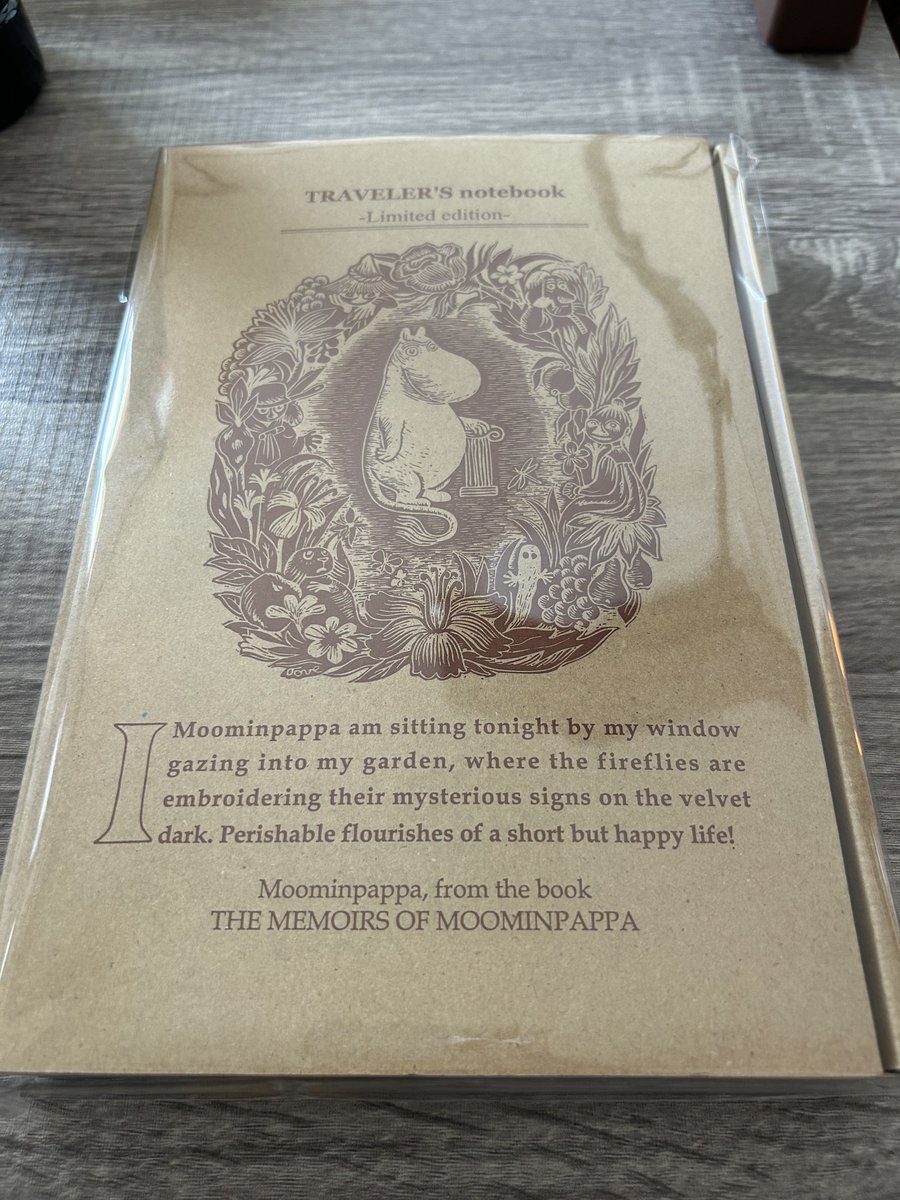 TRAVELER'S notebook
-Limited edition-
Tove
I Moominpappa am sitting tonight by my window
gazing into my garden, where the fireflies are
embroidering their mysterious signs on the velvet
dark. Perishable flourishes of a short but happy life!
Moominpappa, from the book
THE MEMOIRS OF MOOMINPAPPA